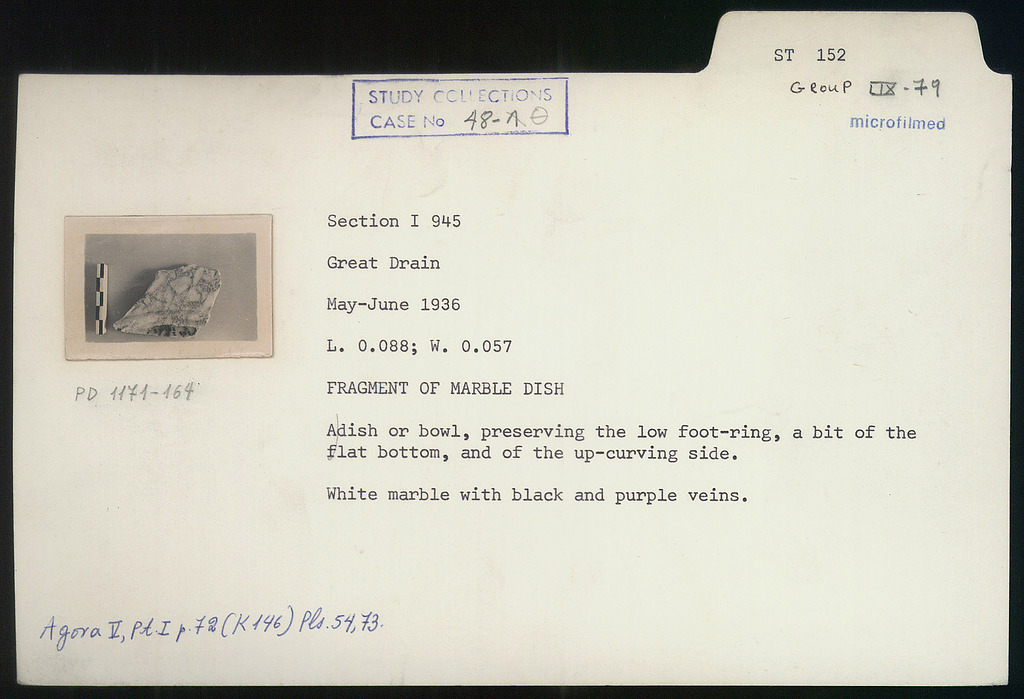 ST 152
GROUP IIX-79
microfilmed
STUDY COLLECTIONS
CASE No 48-A Θ
Section I 945
Great Drain
May-June 1936
L. 0.088; W. 0.057
PD 1171-164
FRAGMENT OF MARBLE DISH
Adish or bowl, preserving the low foot-ring, a bit of the
flat bottom, and of the up-curving side.
White marble with black and purple veins.
Agora V, Pt. I p. 72 (K146) Pls. 54, 73.